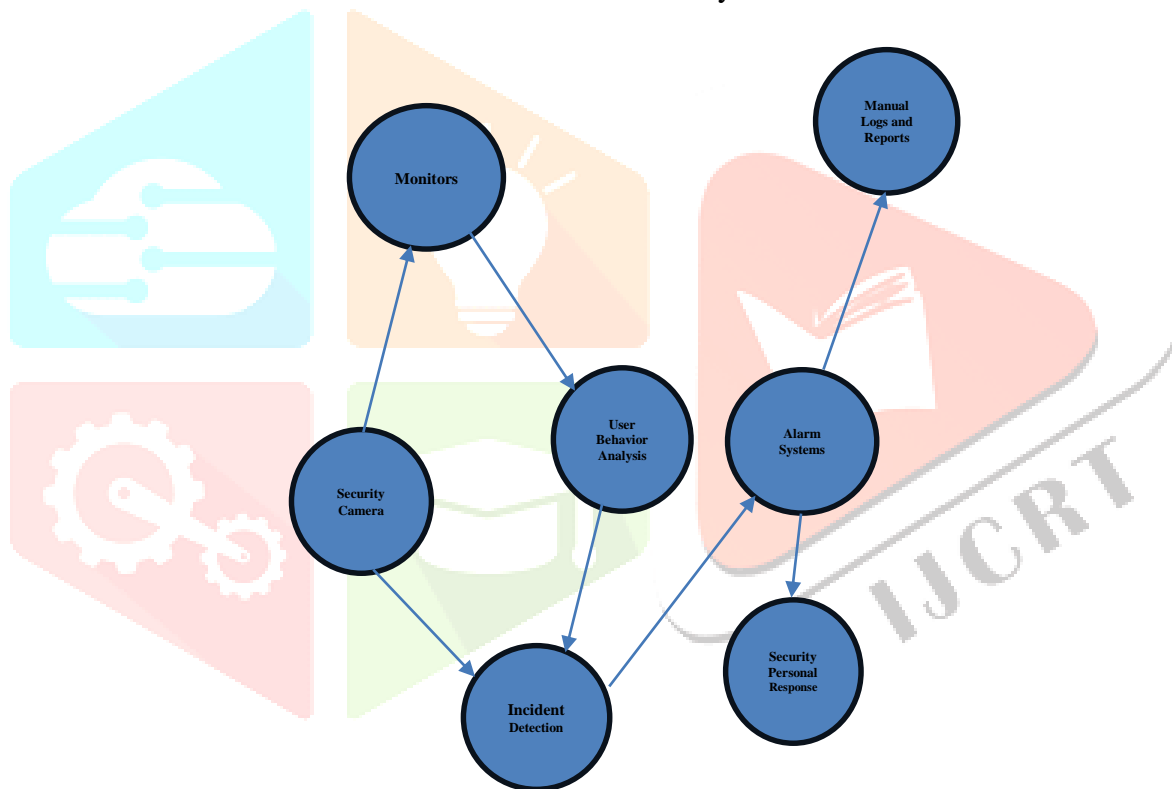 Manual
Logs and
Reports
Monitors
User
Behavior
Analysis
Alarm
Systems
Security
Camera
IJCRT
Security
Personal
Response
Incident
Detection